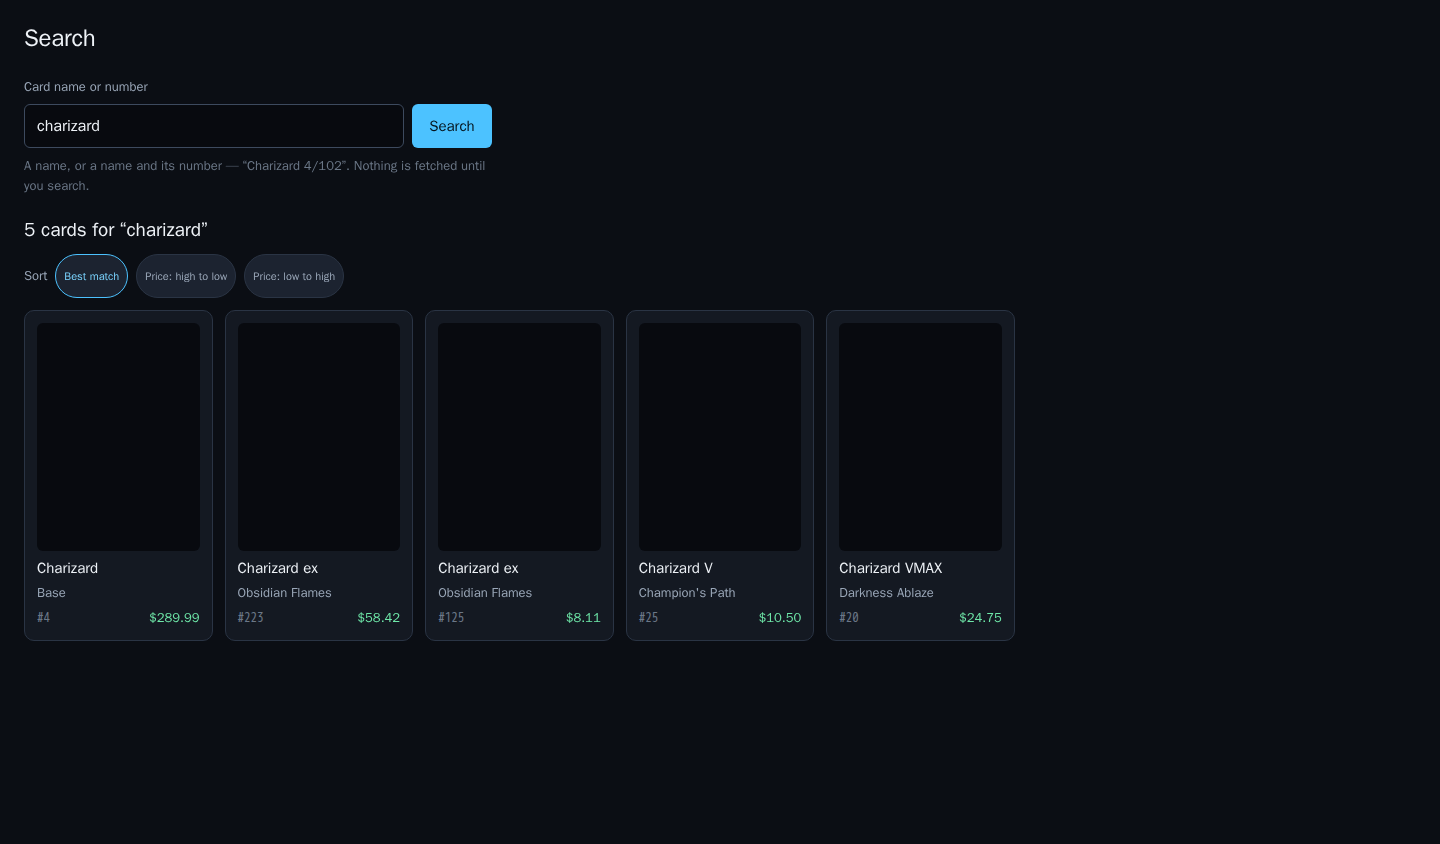 Search
Card name or number
charizard
Search
A name, or a name and its number — “Charizard 4/102”. Nothing is fetched until
you search.
5 cards for “charizard”
Sort
Best match
Price: high to low
Price: low to high
Charizard
Base
#4
$289.99
Charizard ex
Obsidian Flames
#223
$58.42
Charizard ex
Obsidian Flames
#125
$8.11
Charizard V
Champion's Path
#25
$10.50
Charizard VMAX
Darkness Ablaze
#20
$24.75